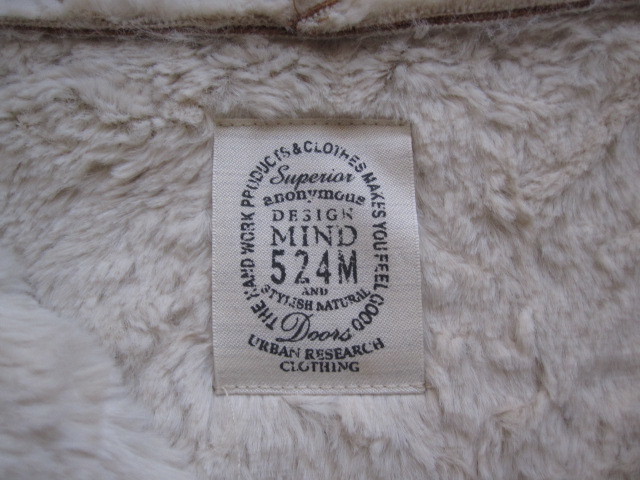 THE HAND WORK PRODUCTS & CLOTHES MAKES YOU FEEL GOOD
Superior
anonymous
DESIGN
MIND
524M
AND
STYLISH NATURAL
Doors
URBAN RESEARCH
CLOTHING